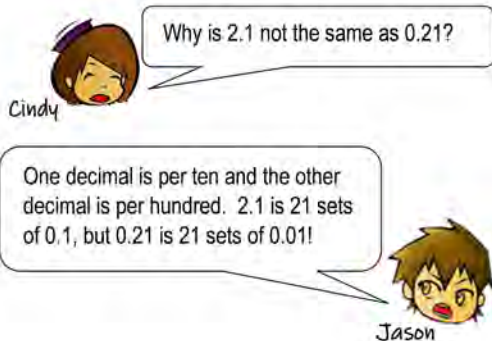 Why is 2.1 not the same as 0.21?
Cindy
One decimal is per ten and the other
decimal is per hundred. 2.1 is 21 sets
of 0.1, but 0.21 is 21 sets of 0.01!
Jason